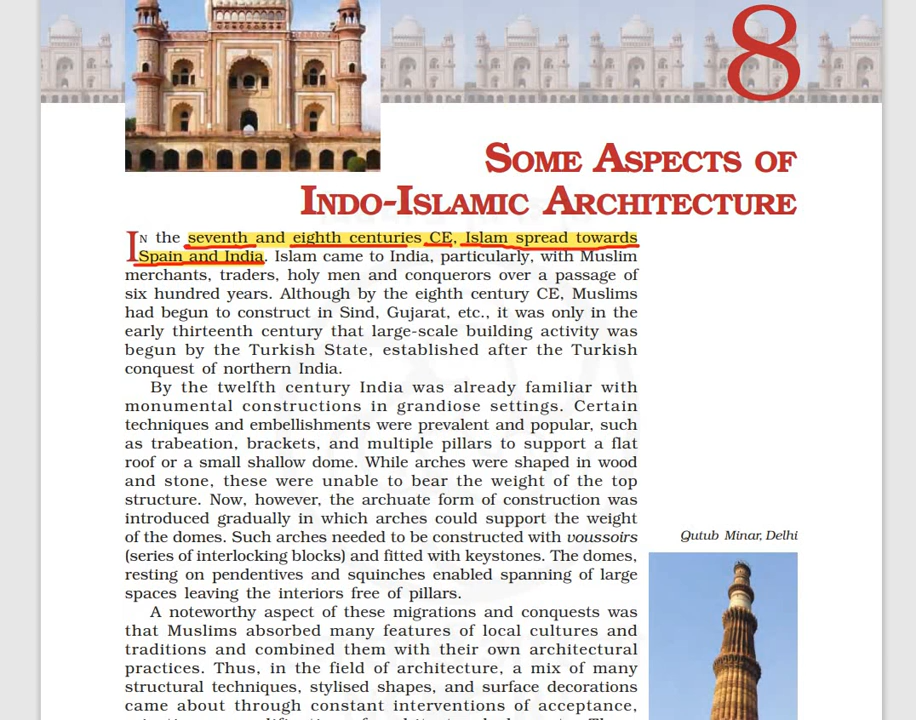 8
SOME ASPECTS OF
INDO-ISLAMIC ARCHITECTURE
IN the seventh and eighth centuries CE, Islam spread towards
Spain and India. Islam came to India, particularly, with Muslim
merchants, traders, holy men and conquerors over a passage of
six hundred years. Although by the eighth century CE, Muslims
had begun to construct in Sind, Gujarat, etc., it was only in the
early thirteenth century that large-scale building activity was
begun by the Turkish State, established after the Turkish
conquest of northern India.
By the twelfth century India was already familiar with
monumental constructions in grandiose settings. Certain
techniques and embellishments were prevalent and popular, such
as trabeation, brackets, and multiple pillars to support a flat
roof or a small shallow dome. While arches were shaped in wood
and stone, these were unable to bear the weight of the top
structure. Now, however, the archuate form of construction was
introduced gradually in which arches could support the weight
of the domes. Such arches needed to be constructed with voussoirs
(series of interlocking blocks) and fitted with keystones. The domes,
resting on pendentives and squinches enabled spanning of large
spaces leaving the interiors free of pillars.
A noteworthy aspect of these migrations and conquests was
that Muslims absorbed many features of local cultures and
traditions and combined them with their own architectural
practices. Thus, in the field of architecture, a mix of many
structural techniques, stylised shapes, and surface decorations
came about through constant interventions of acceptance,
Qutub Minar, Delhi